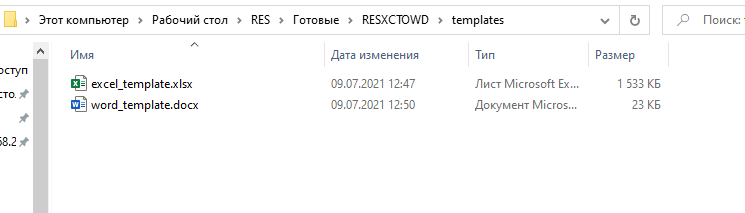 Этот компьютер > Рабочий стол > RES > Готовые > RESXCTOWD > templates
Поиск:
Имя Дата изменения Тип Размер
оступ
excel_template.xlsx 09.07.2021 12:47 Лист Microsoft Ex... 1 533 КБ
сто.
word_template.docx 09.07.2021 12:50 Документ Micros... 23 КБ
68.2